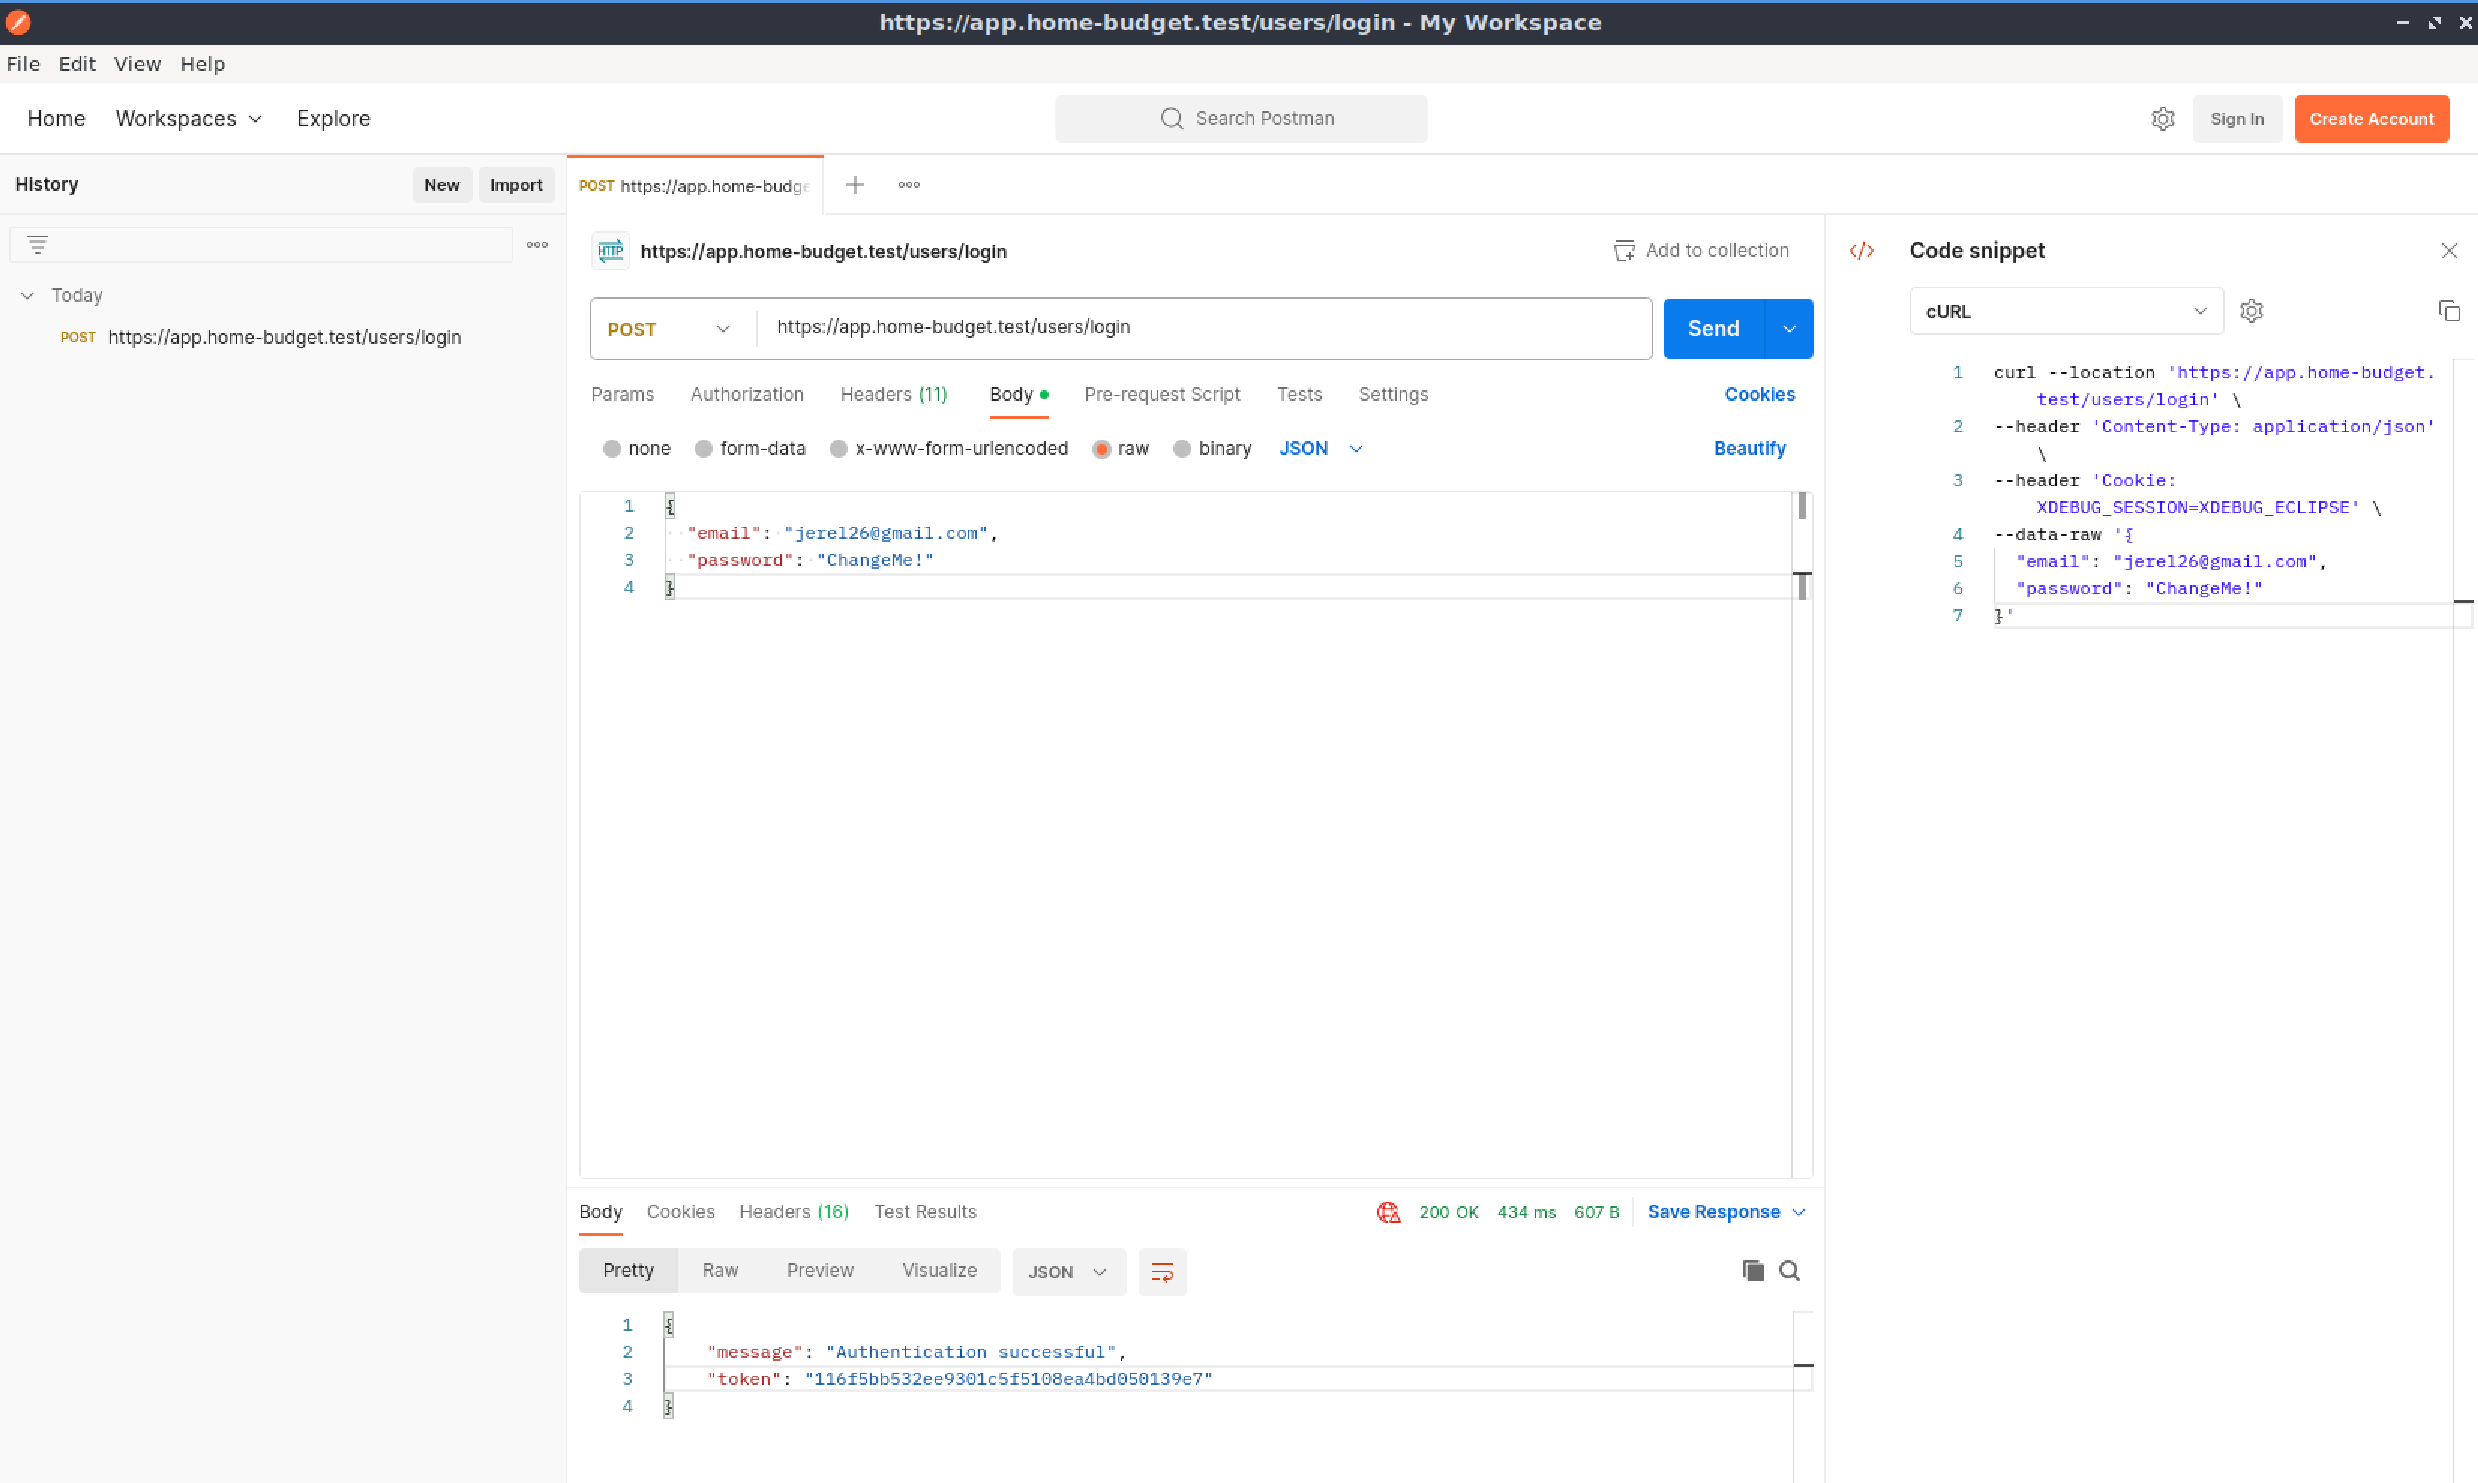 https://app.home-budget.test/users/login - My Workspace
File Edit View Help
Home Workspaces Explore
Search Postman
Sign In
Create Account
History
New
Import
POST https://app.home-budge
Today
POST https://app.home-budget.test/users/login
HTTP https://app.home-budget.test/users/login
Add to collection
POST https://app.home-budget.test/users/login
Send
Params Authorization Headers (11) Body Pre-request Script Tests Settings
Cookies
none form-data x-www-form-urlencoded raw binary JSON
Beautify
1 {
2 "email": "jerel26@gmail.com",
3 "password": "ChangeMe!"
4 }
Body Cookies Headers (16) Test Results
200 OK 434 ms 607 B Save Response
Pretty Raw Preview Visualize JSON
1 {
2 "message": "Authentication successful",
3 "token": "116f5bb532ee9301c5f5108ea4bd050139e7"
4 }
</> Code snippet
cURL
1 curl --location 'https://app.home-budget.
test/users/login' \
2 --header 'Content-Type: application/json'
\
3 --header 'Cookie:
XDEBUG_SESSION=XDEBUG_ECLIPSE' \
4 --data-raw '{
5 "email": "jerel26@gmail.com",
6 "password": "ChangeMe!"
7 }'